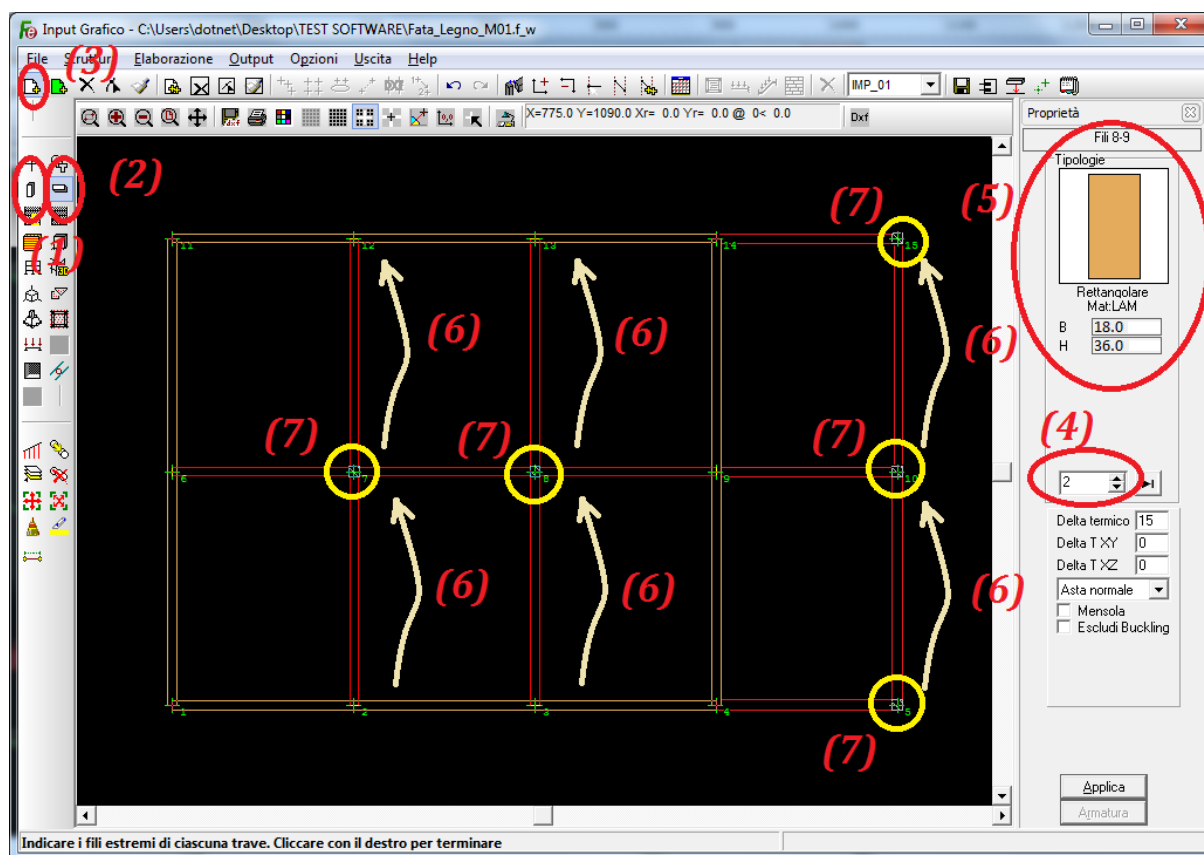 Input Grafico - C:\Users\dotnet\Desktop\TEST SOFTWARE\Fata_Legno_M01.f_w
File Struttur Elaborazione Output Opzioni Uscita Help
(3)
IMP_01
X=775.0 Y=1090.0 Xr= 0.0 Yr= 0.0 @ 0< 0.0
Dxf
Proprietà
Fili 8-9
Tipologie
(2)
(1)
(7)
(5)
11
12
13
14
15
Rettangolare
Mat:LAM
B 18.0
H 36.0
(6)
(6)
(6)
(7)
(7)
(7)
(4)
6
7
8
9
10
2
Delta termico 15
Delta T XY 0
Delta T XZ 0
Asta normale
Mensola
Escludi Buckling
(6)
(6)
(6)
1
2
3
4
5
(7)
Applica
Armatura
Indicare i fili estremi di ciascuna trave. Cliccare con il destro per terminare